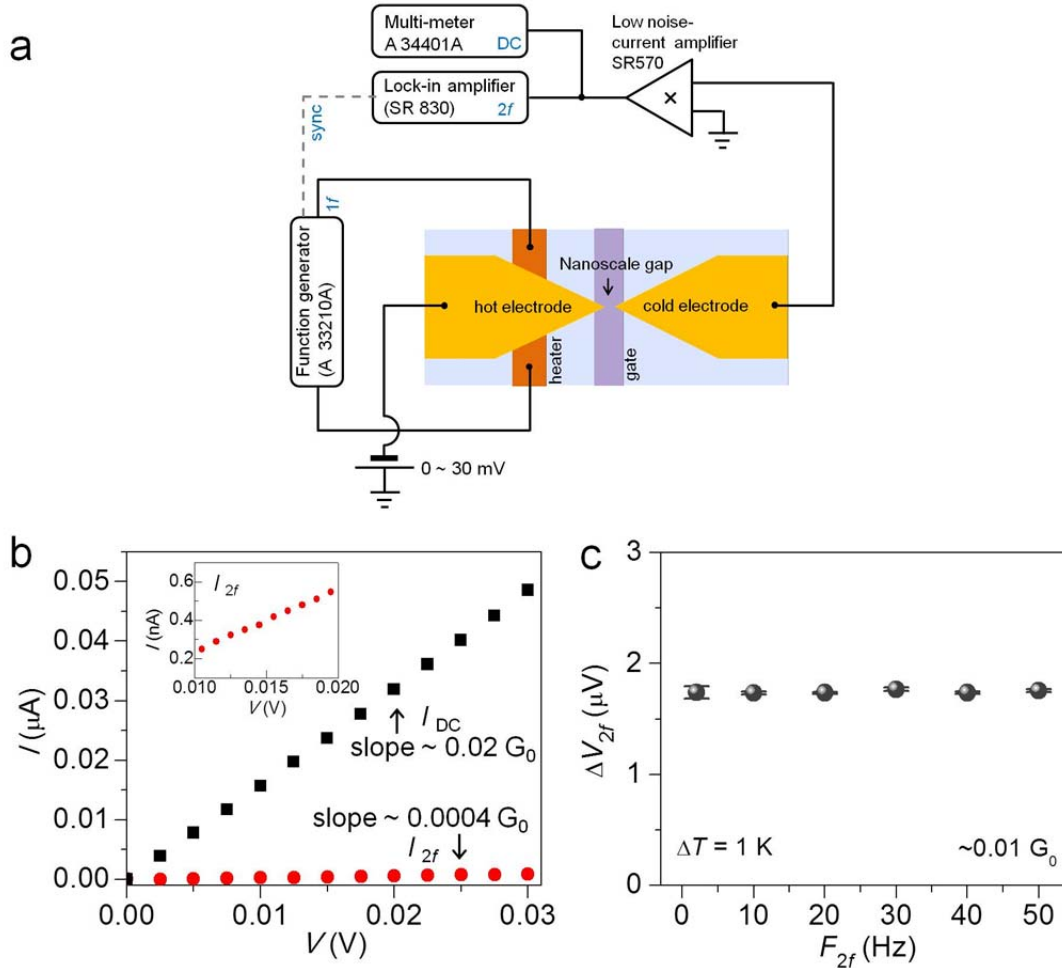 a
Multi-meter
A 34401A DC
Lock-in amplifier
(SR 830) 2f
Low noise-
current amplifier
SR570
×
sync
1f
Function generator
(A 33210A)
Nanoscale gap
hot electrode
cold electrode
heater
gate
0 ~ 30 mV
b
I 2f
0.6
0.4
0.2
I (nA)
0.010 0.015 0.020
V (V)
0.05
0.04
0.03
0.02
0.01
0.00
I (μA)
I DC
slope ~ 0.02 G0
slope ~ 0.0004 G0
I 2f
0.00 0.01 0.02 0.03
V (V)
c
3
2
1
0
ΔV2f (μV)
ΔT = 1 K
~0.01 G0
0 10 20 30 40 50
F2f (Hz)